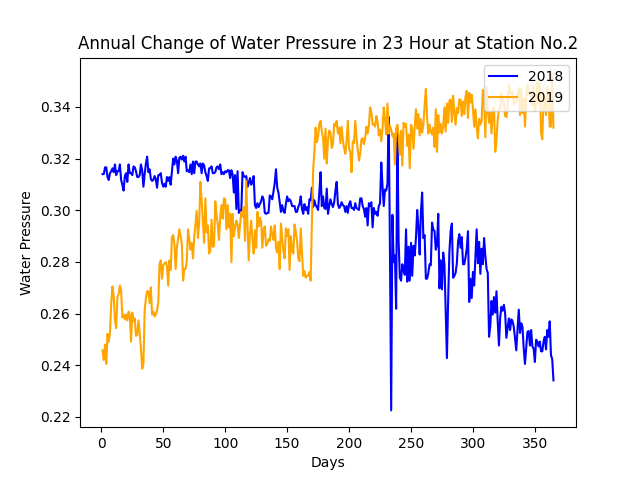 Annual Change of Water Pressure in 23 Hour at Station No.2
2018
2019
0.34
0.32
0.30
0.28
0.26
0.24
0.22
Water Pressure
0 50 100 150 200 250 300 350
Days